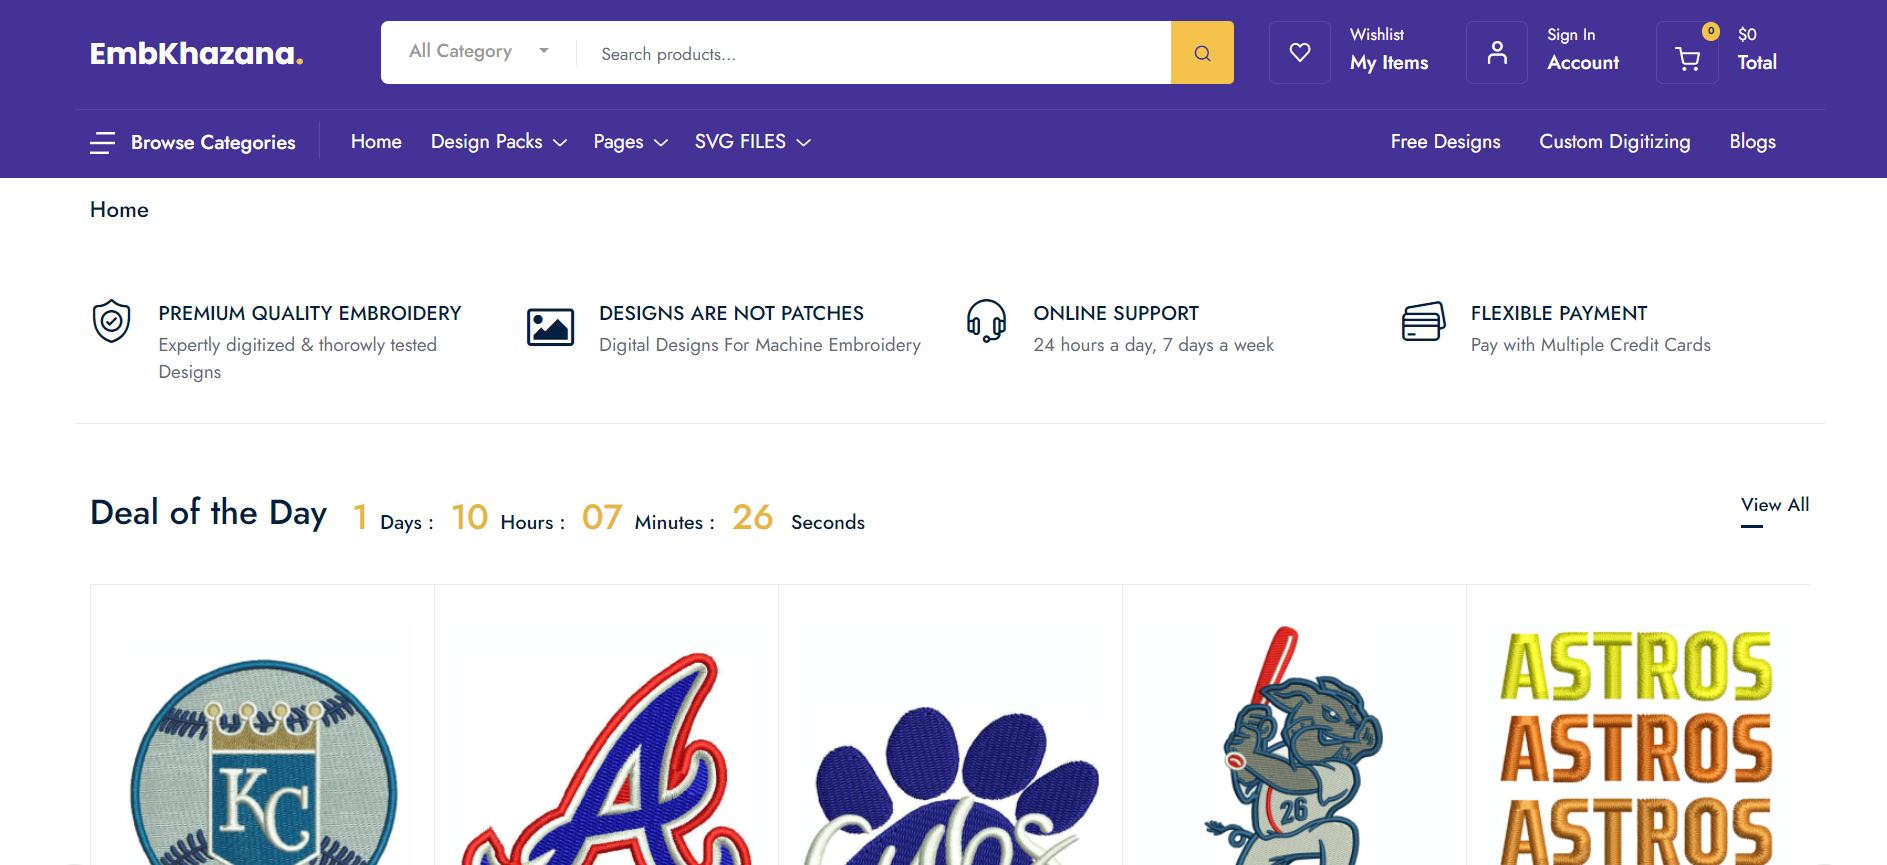 EmbKhazana.
All Category
Search products...
Wishlist
My Items
Sign In
Account
0
$0
Total
Browse Categories
Home
Design Packs
Pages
SVG FILES
Free Designs
Custom Digitizing
Blogs
Home
PREMIUM QUALITY EMBROIDERY
Expertly digitized & thorowly tested
Designs
DESIGNS ARE NOT PATCHES
Digital Designs For Machine Embroidery
ONLINE SUPPORT
24 hours a day, 7 days a week
FLEXIBLE PAYMENT
Pay with Multiple Credit Cards
Deal of the Day 1 Days : 10 Hours : 07 Minutes : 26 Seconds
View All
KC
A
Cubs
26
ASTROS
ASTROS
ASTROS